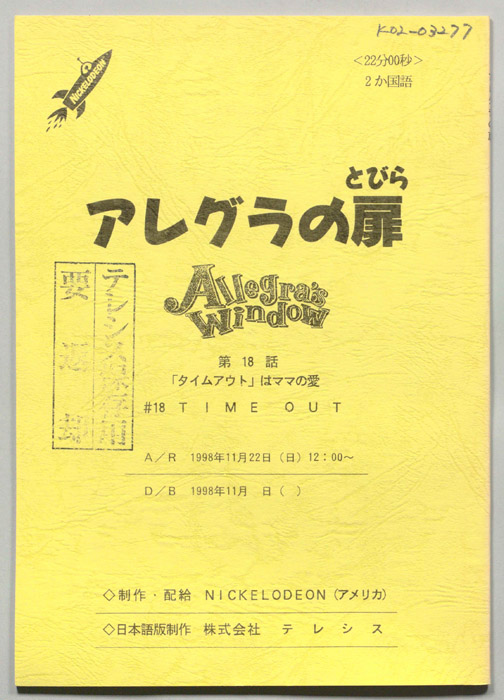 K02-03277
<22分00秒>
2か国語
NICKELODEON
とびら
アレグラの扉
Allegra's
Window
第 18 話
「タイムアウト」はママの愛
#18 TIME OUT
A/R 1998年11月22日(日)12:00~
D/B 1998年11月 日( )
◇制作・配給 NICKELODEON(アメリカ)
◇日本語版制作 株式会社 テレシス